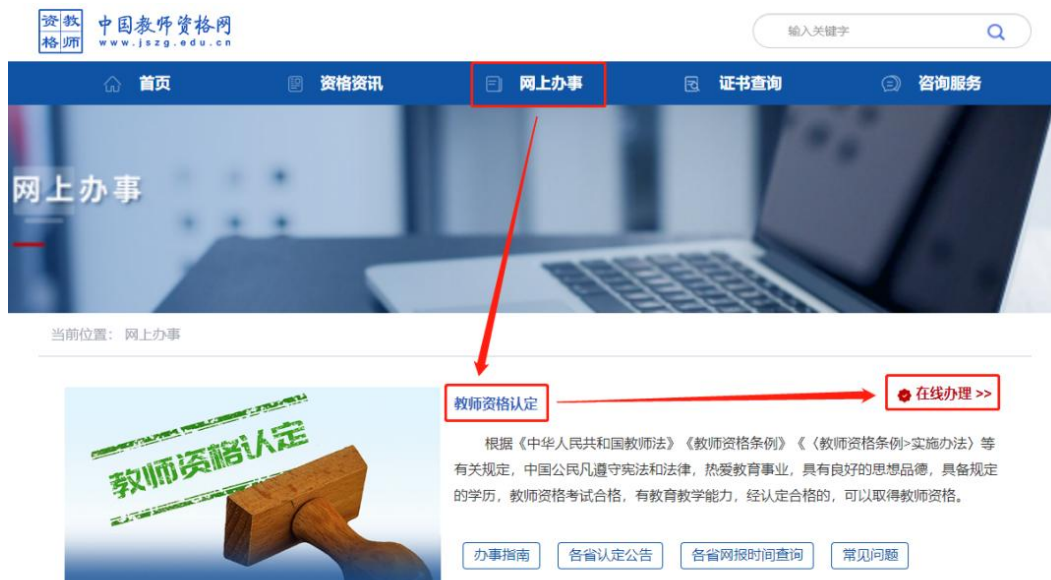 资教
格师
中国教师资格网
www.jszg.edu.cn
输入关键字
首页
资格资讯
网上办事
证书查询
咨询服务
网上办事
当前位置： 网上办事
教师资格认定
教师资格认定
在线办理 >>
根据《中华人民共和国教师法》《教师资格条例》《〈教师资格条例>实施办法〉等
有关规定，中国公民凡遵守宪法和法律，热爱教育事业，具有良好的思想品德，具备规定
的学历，教师资格考试合格，有教育教学能力，经认定合格的，可以取得教师资格。
办事指南
各省认定公告
各省网报时间查询
常见问题